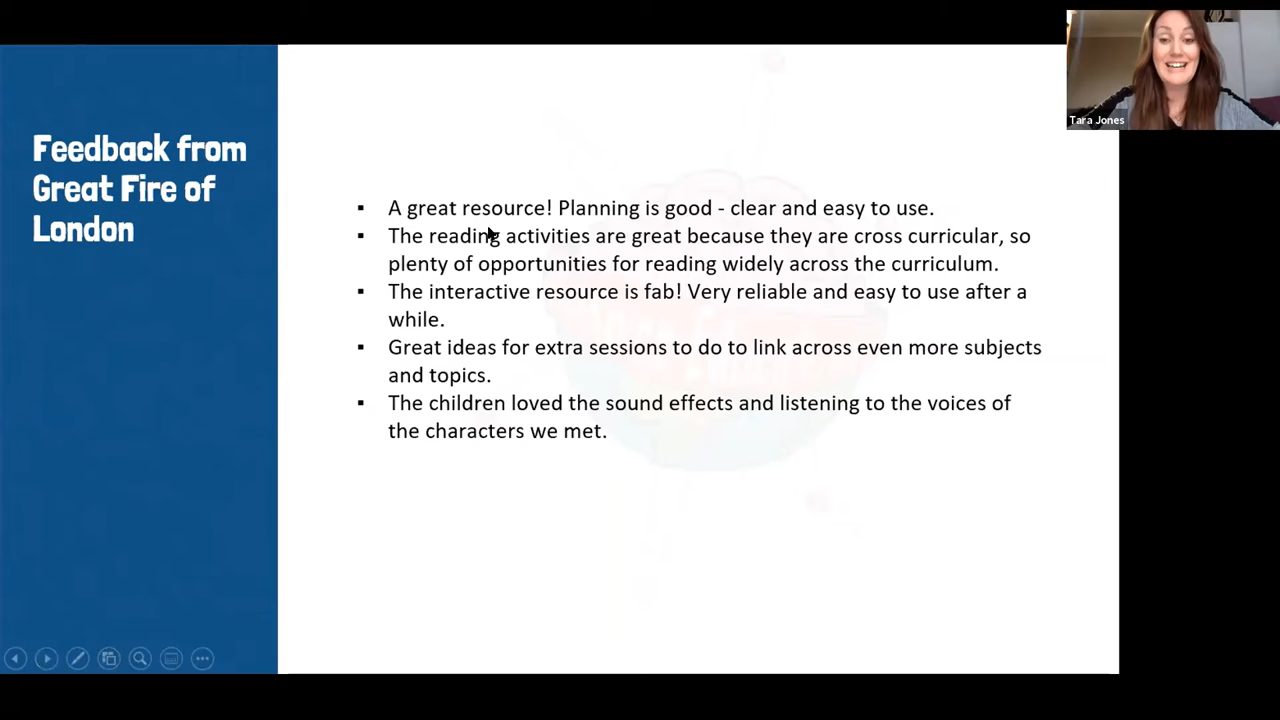 Tara Jones
Feedback from
Great Fire of
London
▪ A great resource! Planning is good - clear and easy to use.
▪ The reading activities are great because they are cross curricular, so
plenty of opportunities for reading widely across the curriculum.
▪ The interactive resource is fab! Very reliable and easy to use after a
while.
▪ Great ideas for extra sessions to do to link across even more subjects
and topics.
▪ The children loved the sound effects and listening to the voices of
the characters we met.